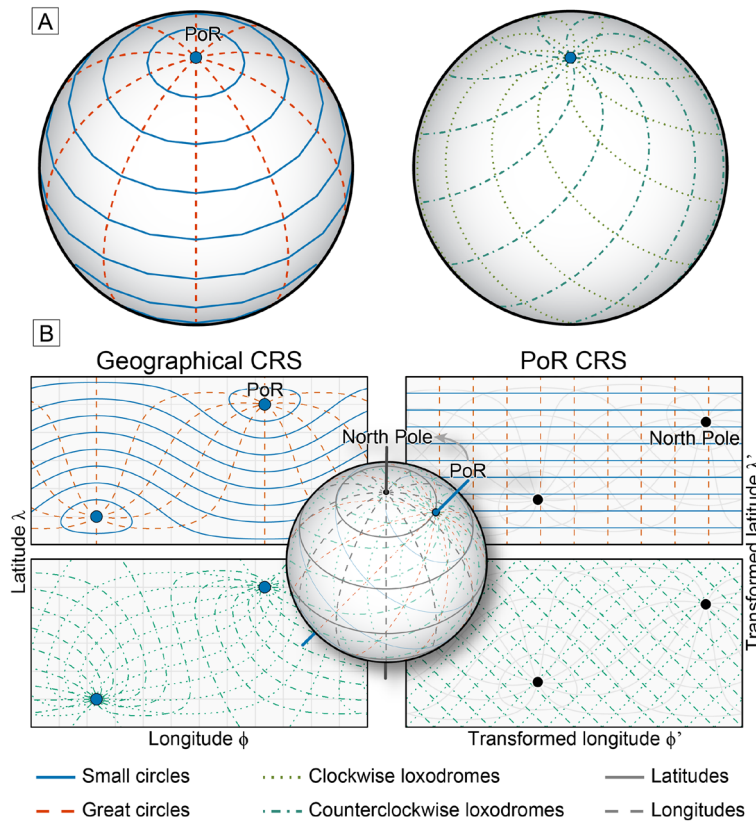 A
PoR
B
Geographical CRS
PoR CRS
PoR
North Pole
North Pole
PoR
Latitude λ
Transformed latitude λ’
Longitude ϕ
Transformed longitude ϕ’
Small circles
Clockwise loxodromes
Latitudes
Great circles
Counterclockwise loxodromes
Longitudes